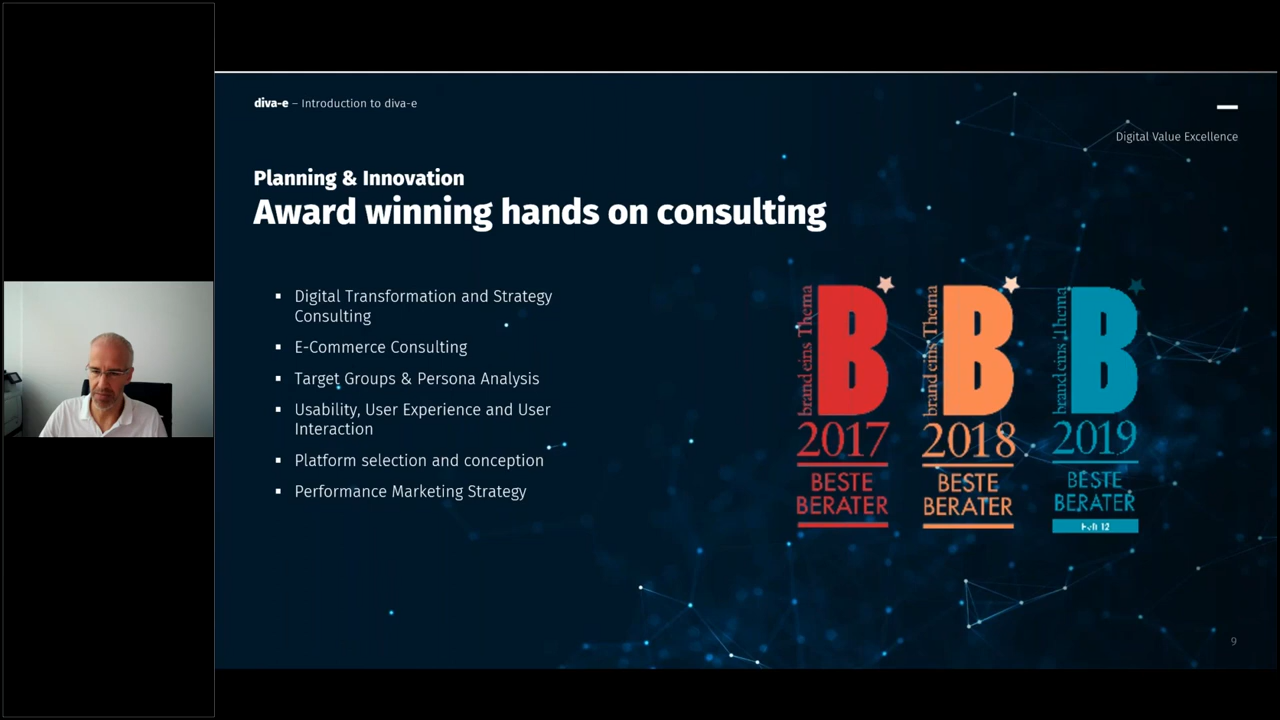 diva-e – Introduction to diva-e
Digital Value Excellence
Planning & Innovation
Award winning hands on consulting
Digital Transformation and Strategy
Consulting
E-Commerce Consulting
Target Groups & Persona Analysis
Usability, User Experience and User
Interaction
Platform selection and conception
Performance Marketing Strategy
brand eins Thema
B
2017
BESTE
BERATER
brand eins Thema
B
2018
BESTE
BERATER
brand eins Thema
B
2019
BESTE
BERATER
Heft 12
9